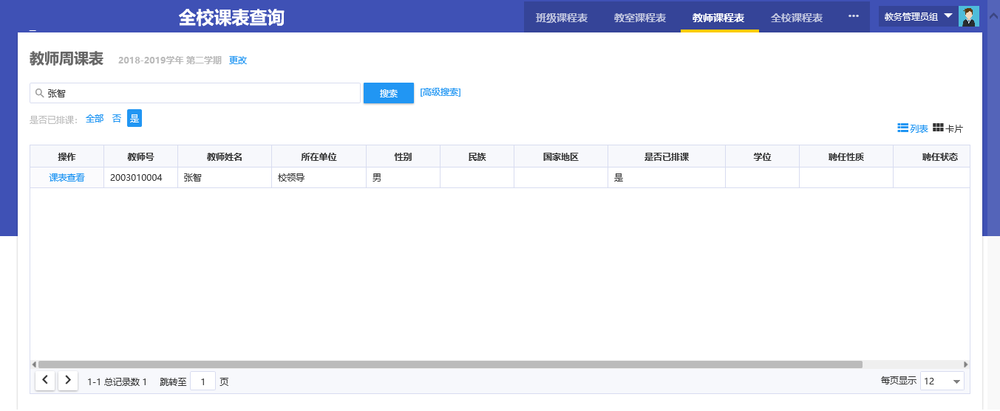 全校课表查询
班级课程表 教室课程表 教师课程表 全校课程表 ··· 教务管理员组
教师周课表 2018-2019学年 第二学期 更改
张智 搜索 [高级搜索]
是否已排课： 全部 否 是
列表 卡片
操作 教师号 教师姓名 所在单位 性别 民族 国家地区 是否已排课 学位 聘任性质 聘任状态
课表查看 2003010004 张智 校领导 男 是
1-1 总记录数 1 跳转至 1 页 每页显示 12